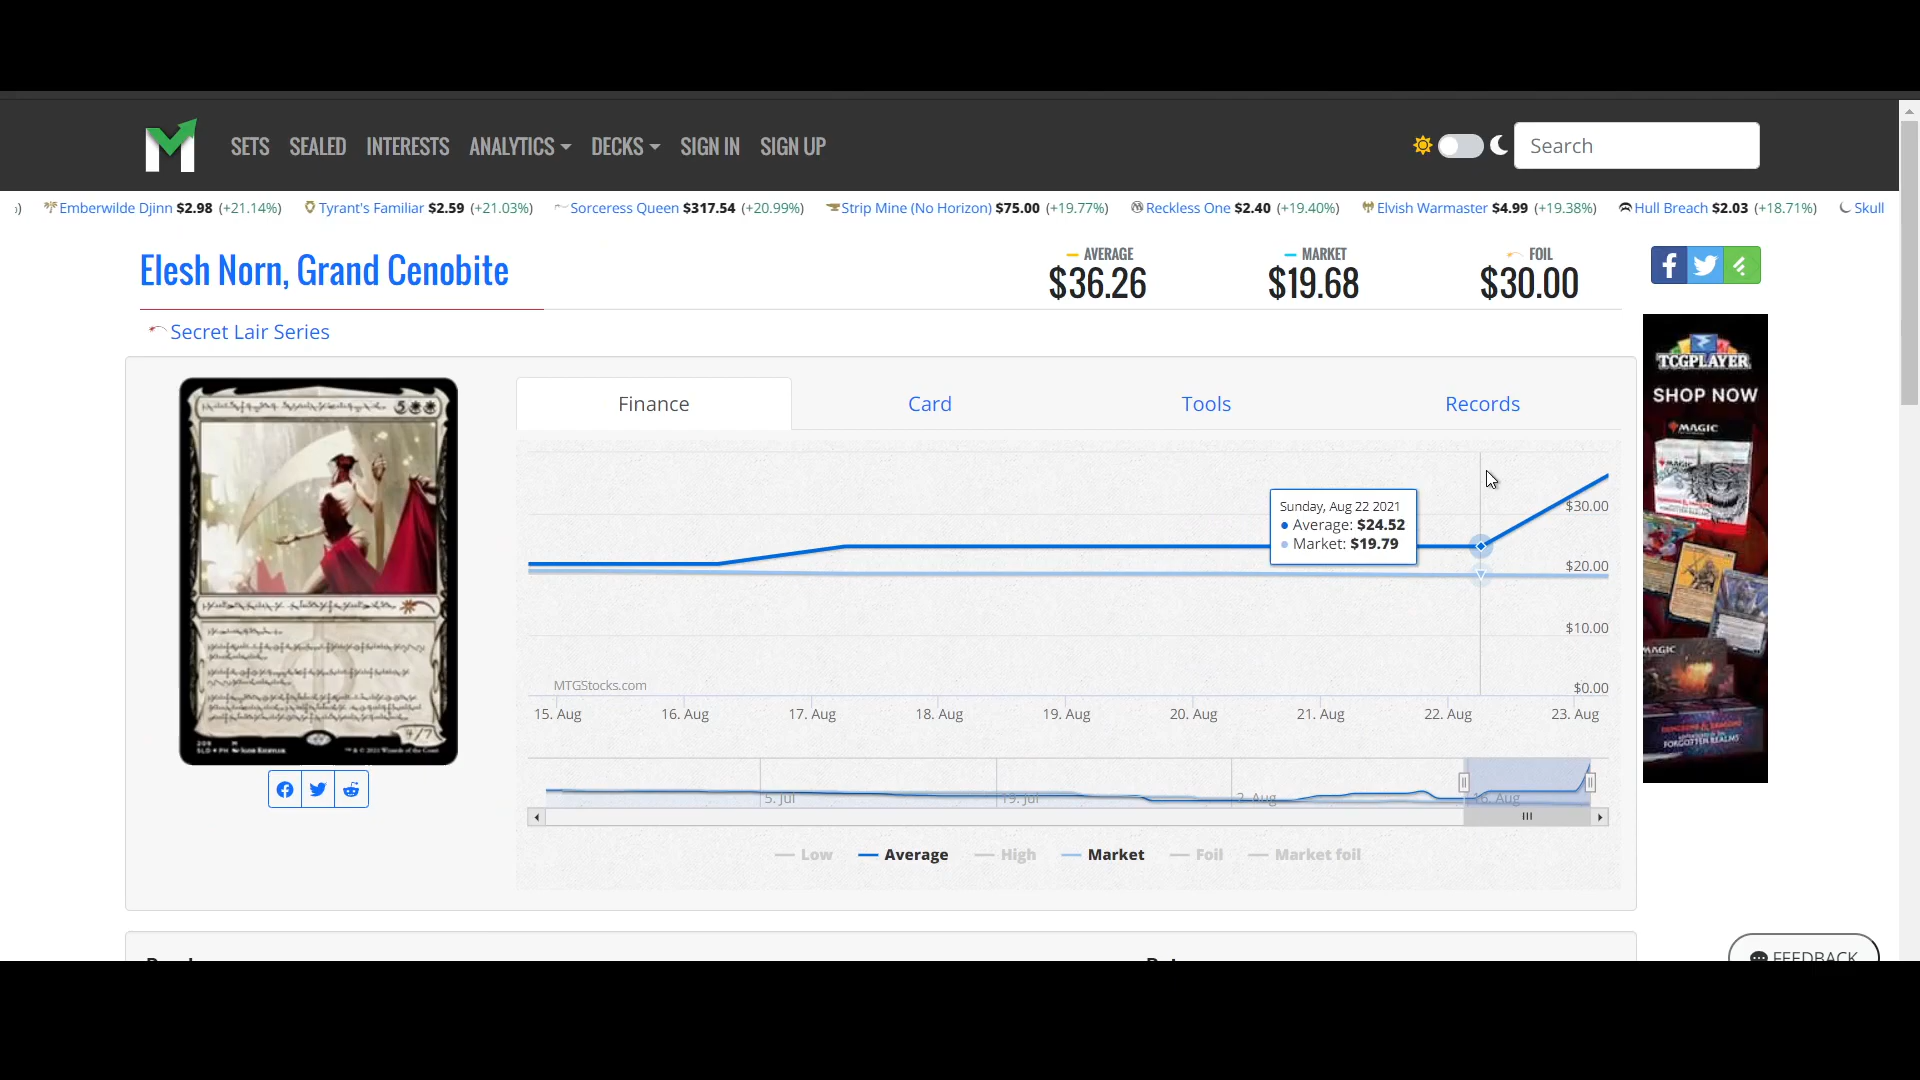 SETS SEALED INTERESTS ANALYTICS DECKS SIGN IN SIGN UP Search
Emberwilde Djinn $2.98 (+21.14%) Tyrant's Familiar $2.59 (+21.03%) Sorceress Queen $317.54 (+20.99%) Strip Mine (No Horizon) $75.00 (+19.77%) Reckless One $2.40 (+19.40%) Elvish Warmaster $4.99 (+19.38%) Hull Breach $2.03 (+18.71%) Skull
Elesh Norn, Grand Cenobite
AVERAGE
$36.26
MARKET
$19.68
FOIL
$30.00
Secret Lair Series
Finance Card Tools Records
Sunday, Aug 22 2021
Average: $24.52
Market: $19.79
$30.00
$20.00
$10.00
$0.00
MTGStocks.com
15. Aug 16. Aug 17. Aug 18. Aug 19. Aug 20. Aug 21. Aug 22. Aug 23. Aug
5. Jul 19. Jul 2. Aug 16. Aug
Low Average High Market Foil Market foil
TCGPLAYER
SHOP NOW
MAGIC
MAGIC
FORGOTTEN REALMS
FEEDBACK